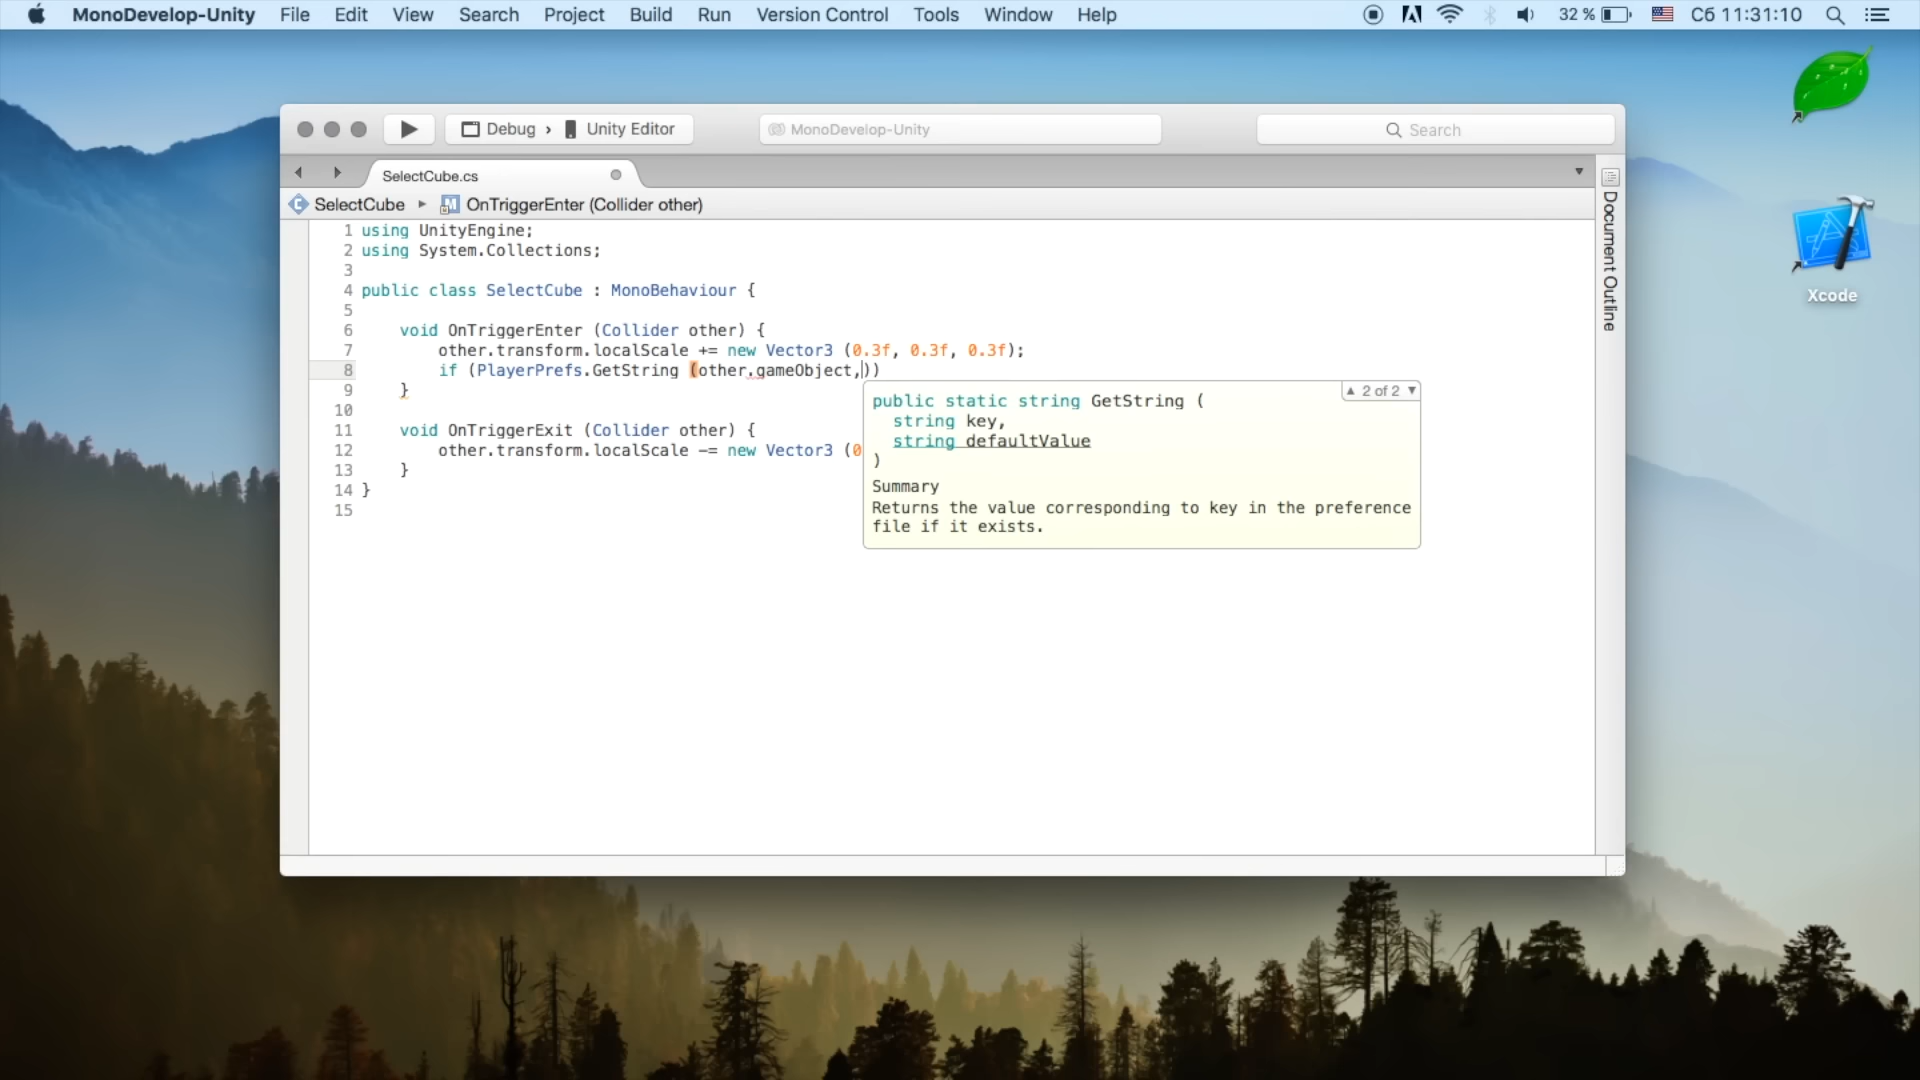 MonoDevelop-Unity File Edit View Search Project Build Run Version Control Tools Window Help 32 % Сб 11:31:10
Debug › Unity Editor MonoDevelop-Unity Search
SelectCube.cs
SelectCube ▸ OnTriggerEnter (Collider other)
Document Outline
Xcode
1 using UnityEngine;
2 using System.Collections;
3
4 public class SelectCube : MonoBehaviour {
5
6 void OnTriggerEnter (Collider other) {
7 other.transform.localScale += new Vector3 (0.3f, 0.3f, 0.3f);
8 if (PlayerPrefs.GetString (other.gameObject,))
9 }
10
11 void OnTriggerExit (Collider other) {
12 other.transform.localScale -= new Vector3 (0
13 }
14 }
15
▲ 2 of 2 ▼
public static string GetString (
string key,
string defaultValue
)
Summary
Returns the value corresponding to key in the preference
file if it exists.